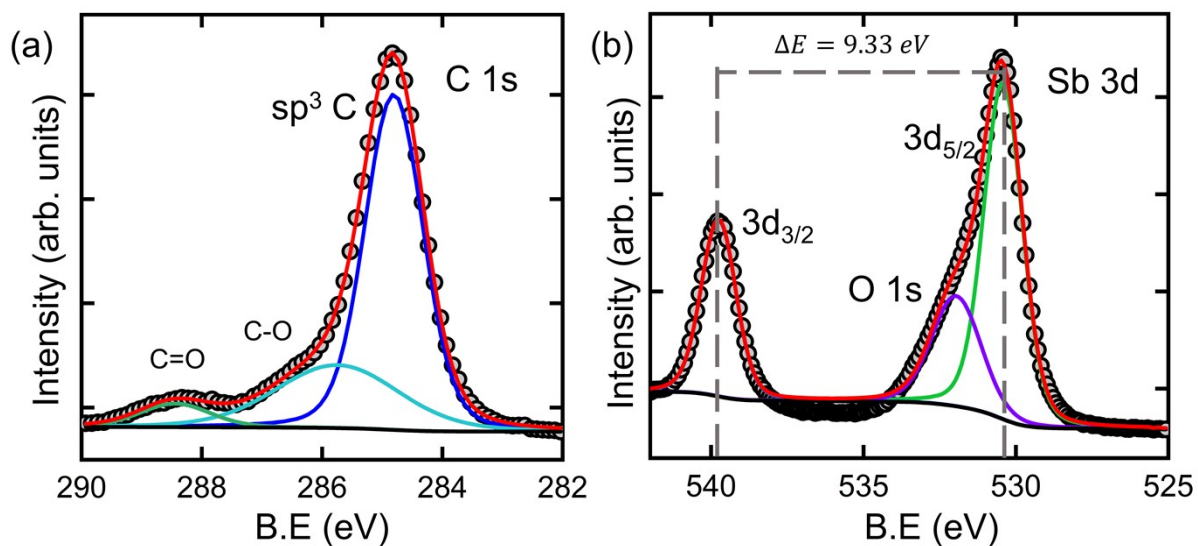 (a)
C 1s
sp³ C
C-O
C=O
Intensity (arb. units)
290 288 286 284 282
B.E (eV)
(b)
ΔE = 9.33 eV
Sb 3d
3d₅/₂
3d₃/₂
O 1s
Intensity (arb. units)
540 535 530 525
B.E (eV)